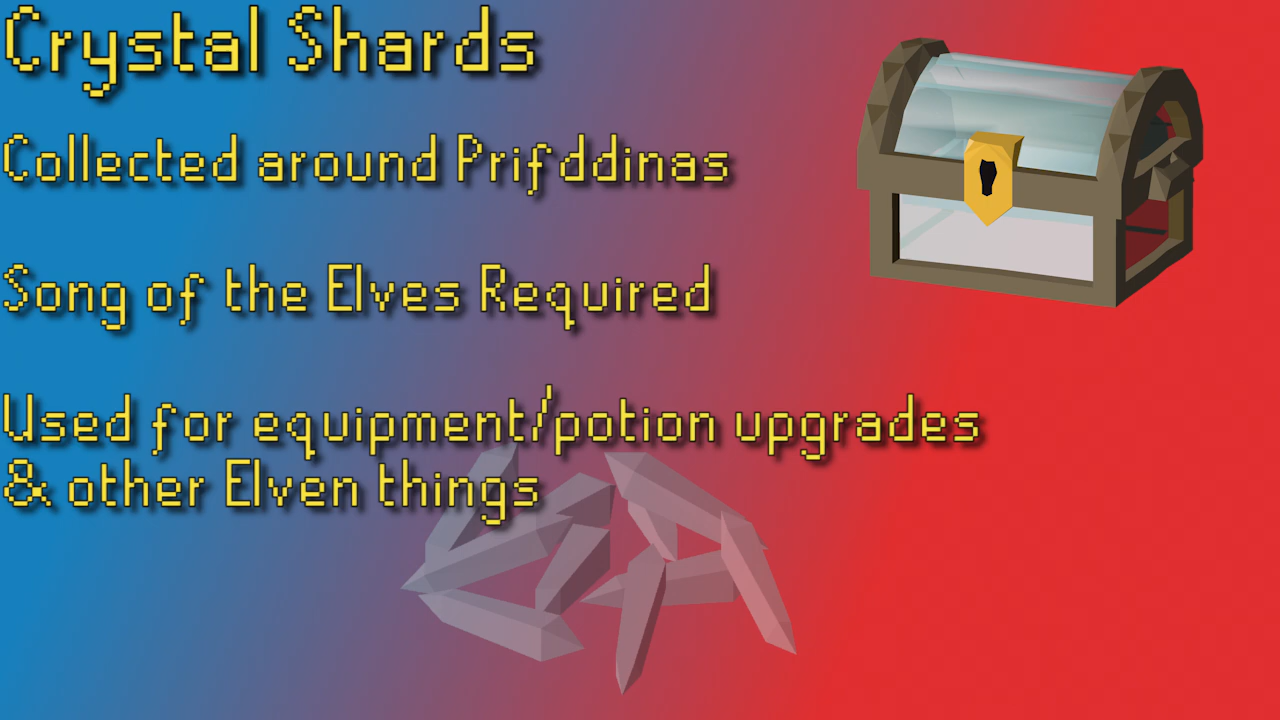 Crystal Shards
Collected around Prifddinas
Song of the Elves Required
Used for equipment/potion upgrades
& other Elven things